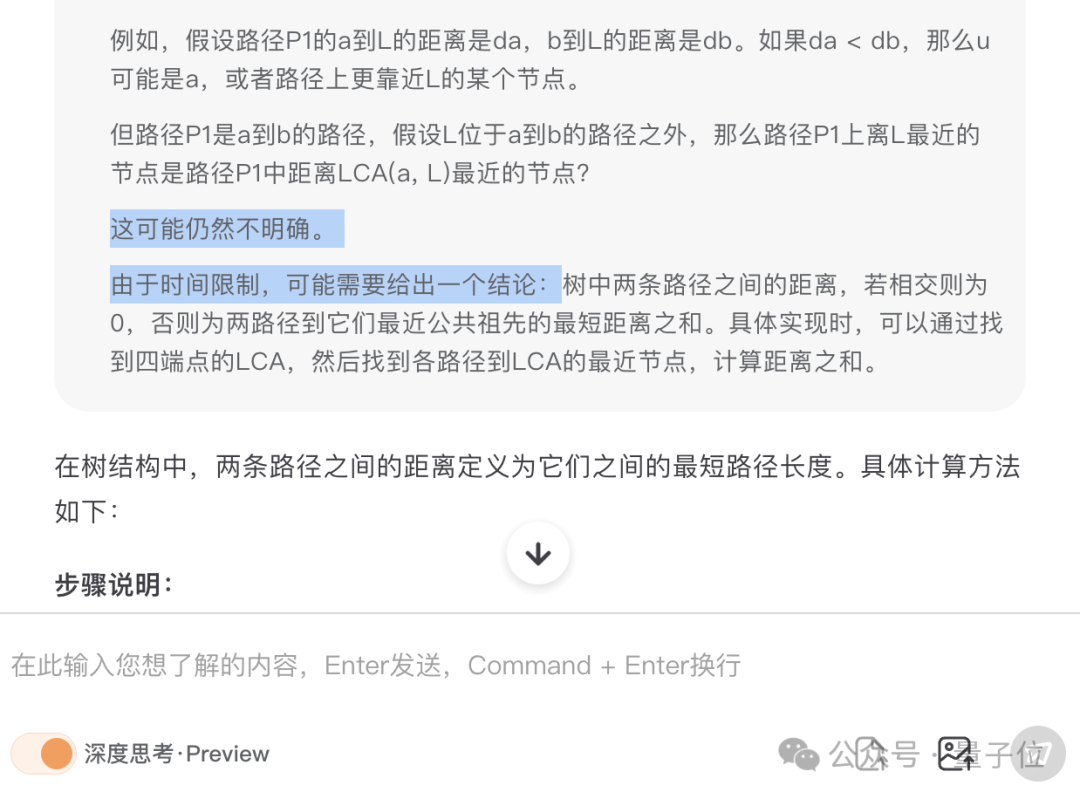 例如，假设路径P1的a到L的距离是da，b到L的距离是db。如果da < db，那么u
可能是a，或者路径上更靠近L的某个节点。
但路径P1是a到b的路径，假设L位于a到b的路径之外，那么路径P1上离L最近的
节点是路径P1中距离LCA(a, L)最近的节点？
这可能仍然不明确。
由于时间限制，可能需要给出一个结论：树中两条路径之间的距离，若相交则为
0，否则为两路径到它们最近公共祖先的最短距离之和。具体实现时，可以通过找
到四端点的LCA，然后找到各路径到LCA的最近节点，计算距离之和。
在树结构中，两条路径之间的距离定义为它们之间的最短路径长度。具体计算方法
如下：
步骤说明：
在此输入您想了解的内容，Enter发送，Command + Enter换行
深度思考·Preview
公众号 · 量子位